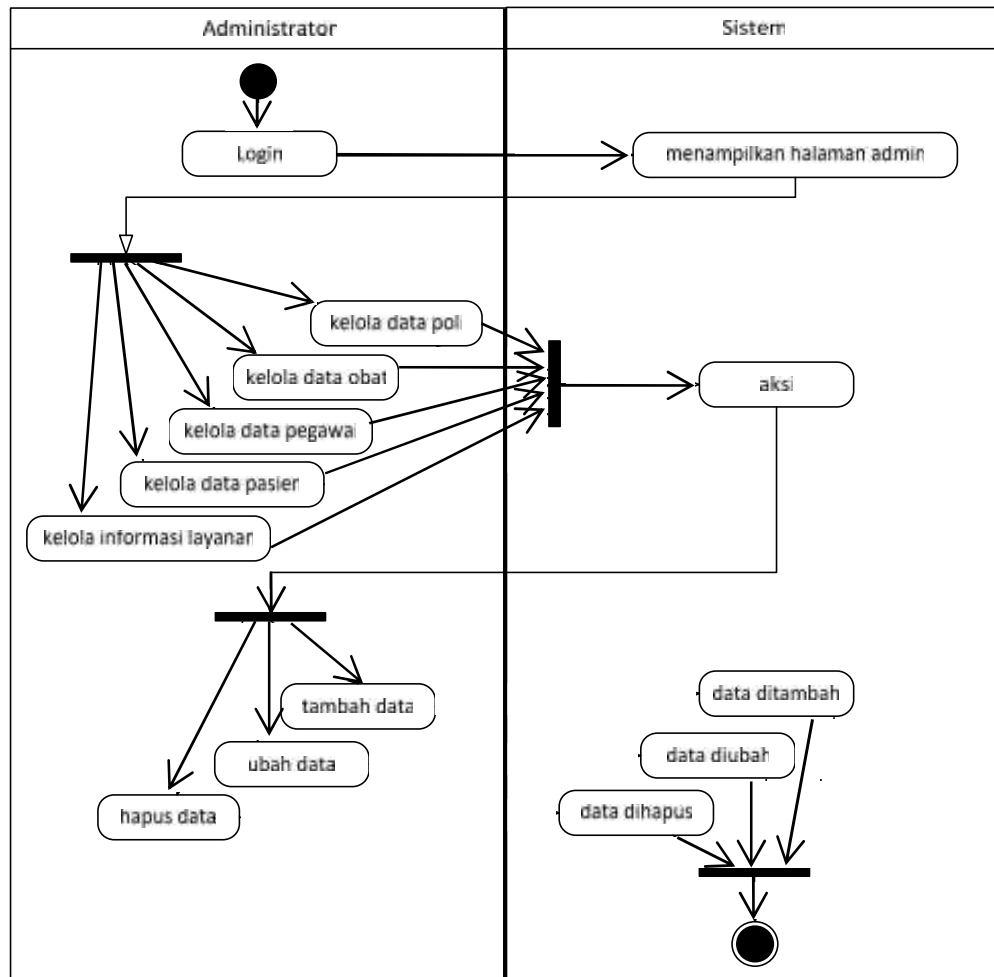 Administrator
Sistem
Login
menampilkan halaman admin
kelola data poli
kelola data obat
aksi
kelola data pegawai
kelola data pasien
kelola informasi layanan
tambah data
data ditambah
ubah data
data diubah
hapus data
data dihapus